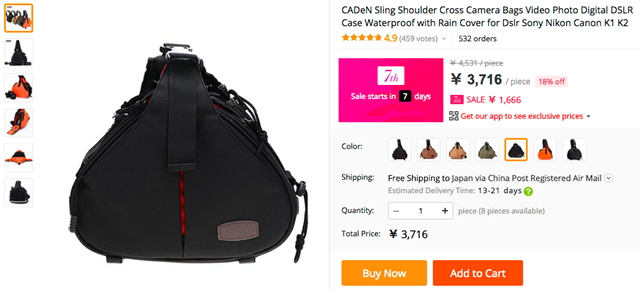 CADeN Sling Shoulder Cross Camera Bags Video Photo Digital DSLR
Case Waterproof with Rain Cover for Dslr Sony Nikon Canon K1 K2
4.9 (459 votes) 532 orders
¥ 4,531 / piece
7th
¥ 3,716 / piece 18% off
Sale starts in 7 days
7th SALE ¥ 1,666
Get our app to see exclusive prices
Color:
Shipping: Free Shipping to Japan via China Post Registered Air Mail
Estimated Delivery Time: 13-21 days ?
Quantity: – 1 + piece (8 pieces available)
Total Price: ¥ 3,716
Buy Now Add to Cart